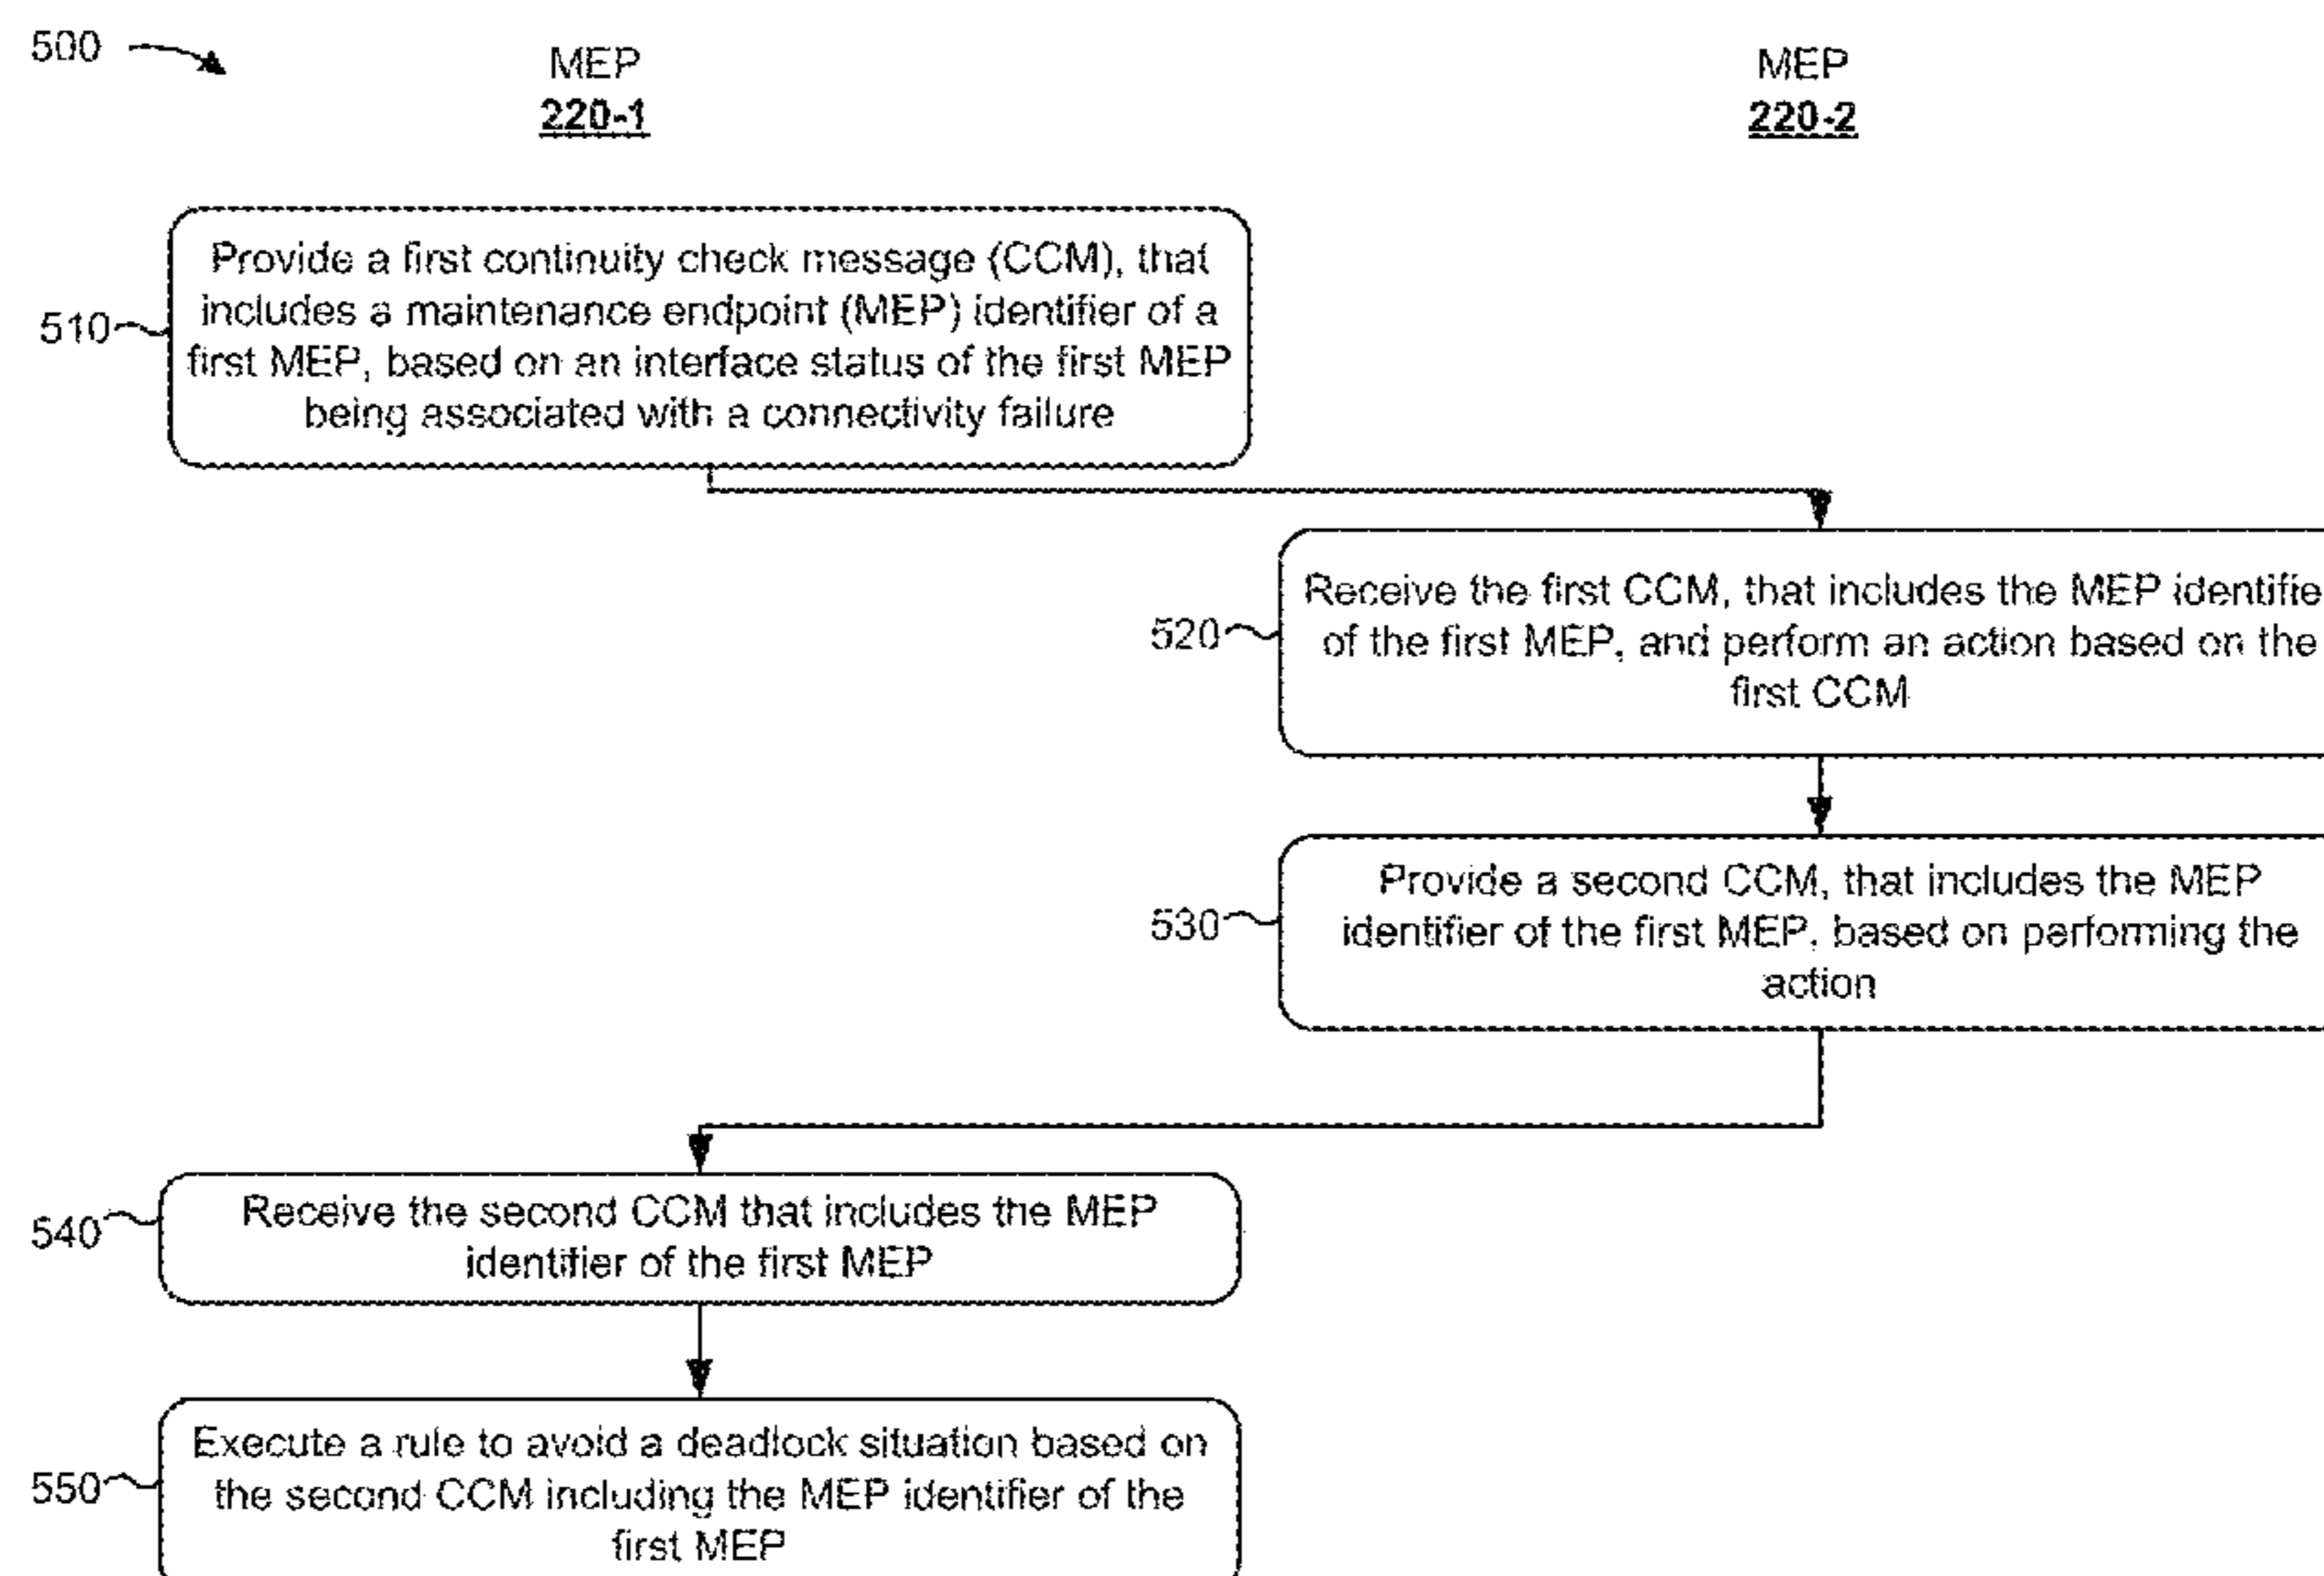 500
MEP
220-1
MEP
220-2
Provide a first continuity check message (CCM), that
includes a maintenance endpoint (MEP) identifier of a
first MEP, based on an interface status of the first MEP
being associated with a connectivity failure
510
Receive the first CCM, that includes the MEP identifie
of the first MEP, and perform an action based on the
first CCM
520
Provide a second CCM, that includes the MEP
identifier of the first MEP, based on performing the
action
530
Receive the second CCM that includes the MEP
identifier of the first MEP
540
Execute a rule to avoid a deadlock situation based on
the second CCM including the MEP identifier of the
first MEP
550